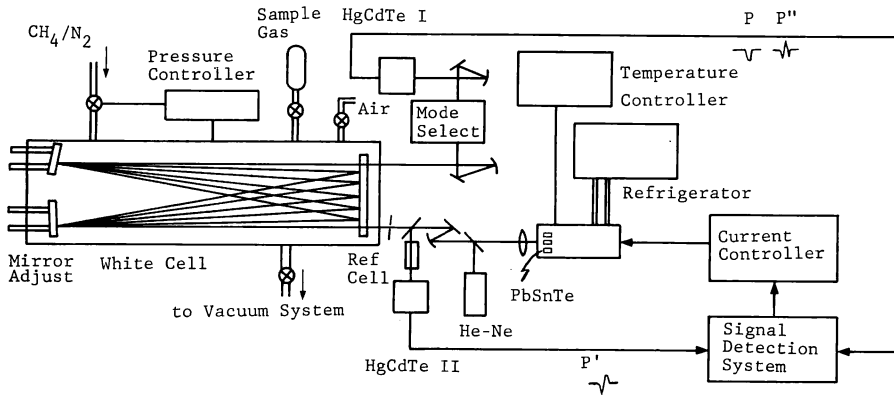 Sample
Gas
HgCdTe I
P P"
CH4/N2
Pressure
Controller
Temperature
Controller
Air
Mode
Select
Refrigerator
Current
Controller
Mirror
Adjust
White Cell
Ref
Cell
PbSnTe
to Vacuum System
He-Ne
Signal
Detection
System
HgCdTe II
P'